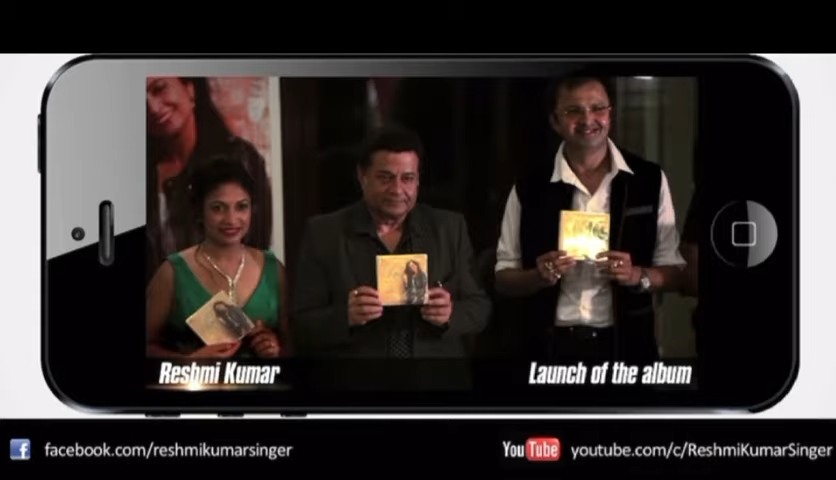 Reshmi Kumar
Launch of the album
facebook.com/reshmikumarsinger
YouTube youtube.com/c/ReshmiKumarSinger